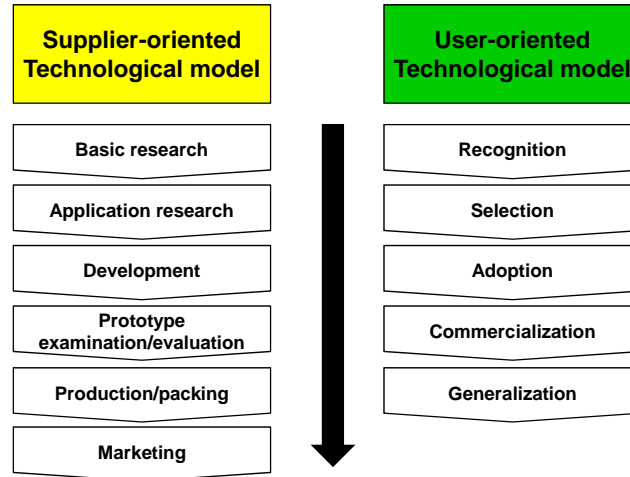 Supplier-oriented
Technological model
User-oriented
Technological model
Basic research
Application research
Development
Prototype
examination/evaluation
Production/packing
Marketing
Recognition
Selection
Adoption
Commercialization
Generalization